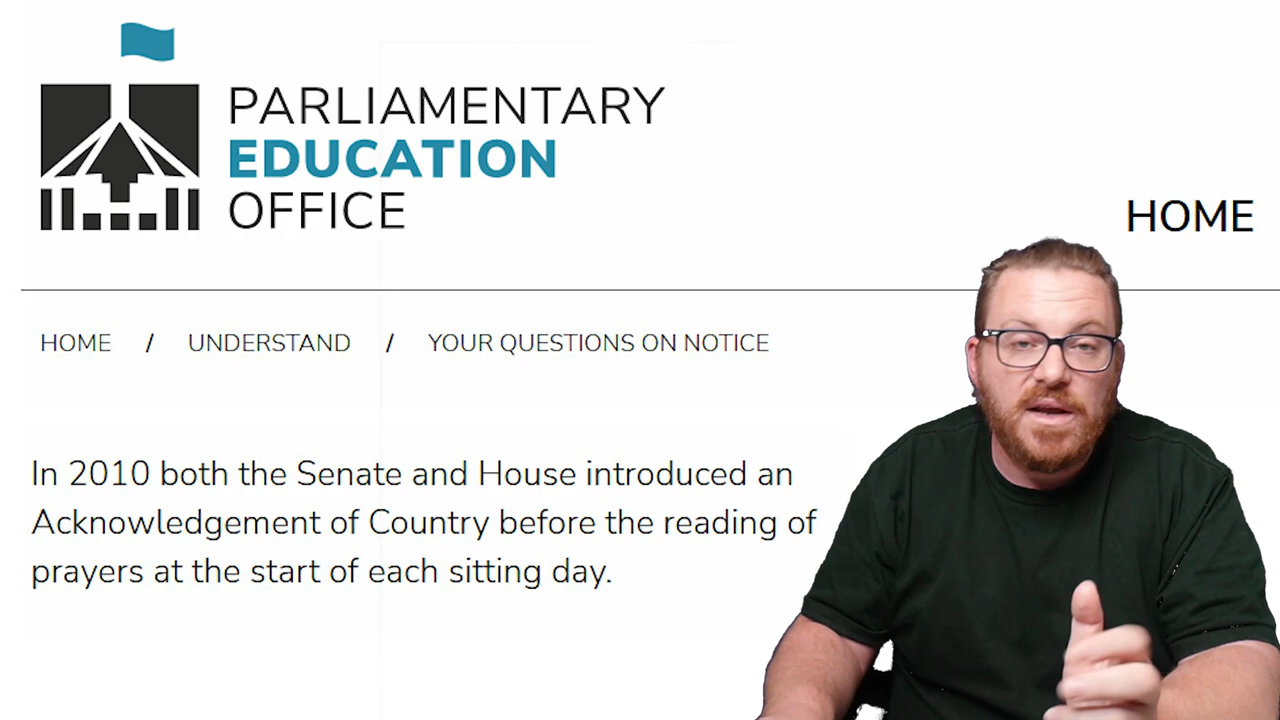 PARLIAMENTARY
EDUCATION
OFFICE
HOME
HOME / UNDERSTAND / YOUR QUESTIONS ON NOTICE
In 2010 both the Senate and House introduced an
Acknowledgement of Country before the reading of
prayers at the start of each sitting day.